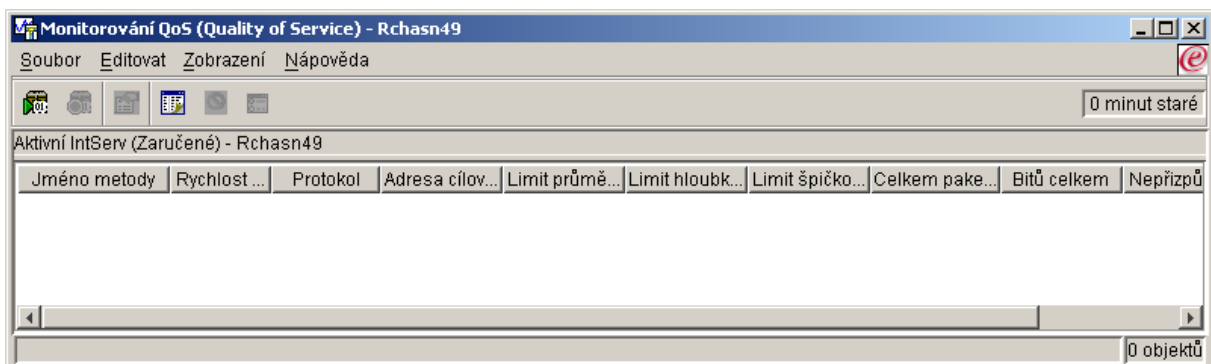 Monitorování QoS (Quality of Service) - Rchasn49
Soubor Editovat Zobrazení Nápověda
0 minut staré
Aktivní IntServ (Zaručené) - Rchasn49
Jméno metody Rychlost ... Protokol Adresa cílov... Limit průmě... Limit hloubk... Limit špičko... Celkem pake... Bitů celkem Nepřizpů
0 objektů